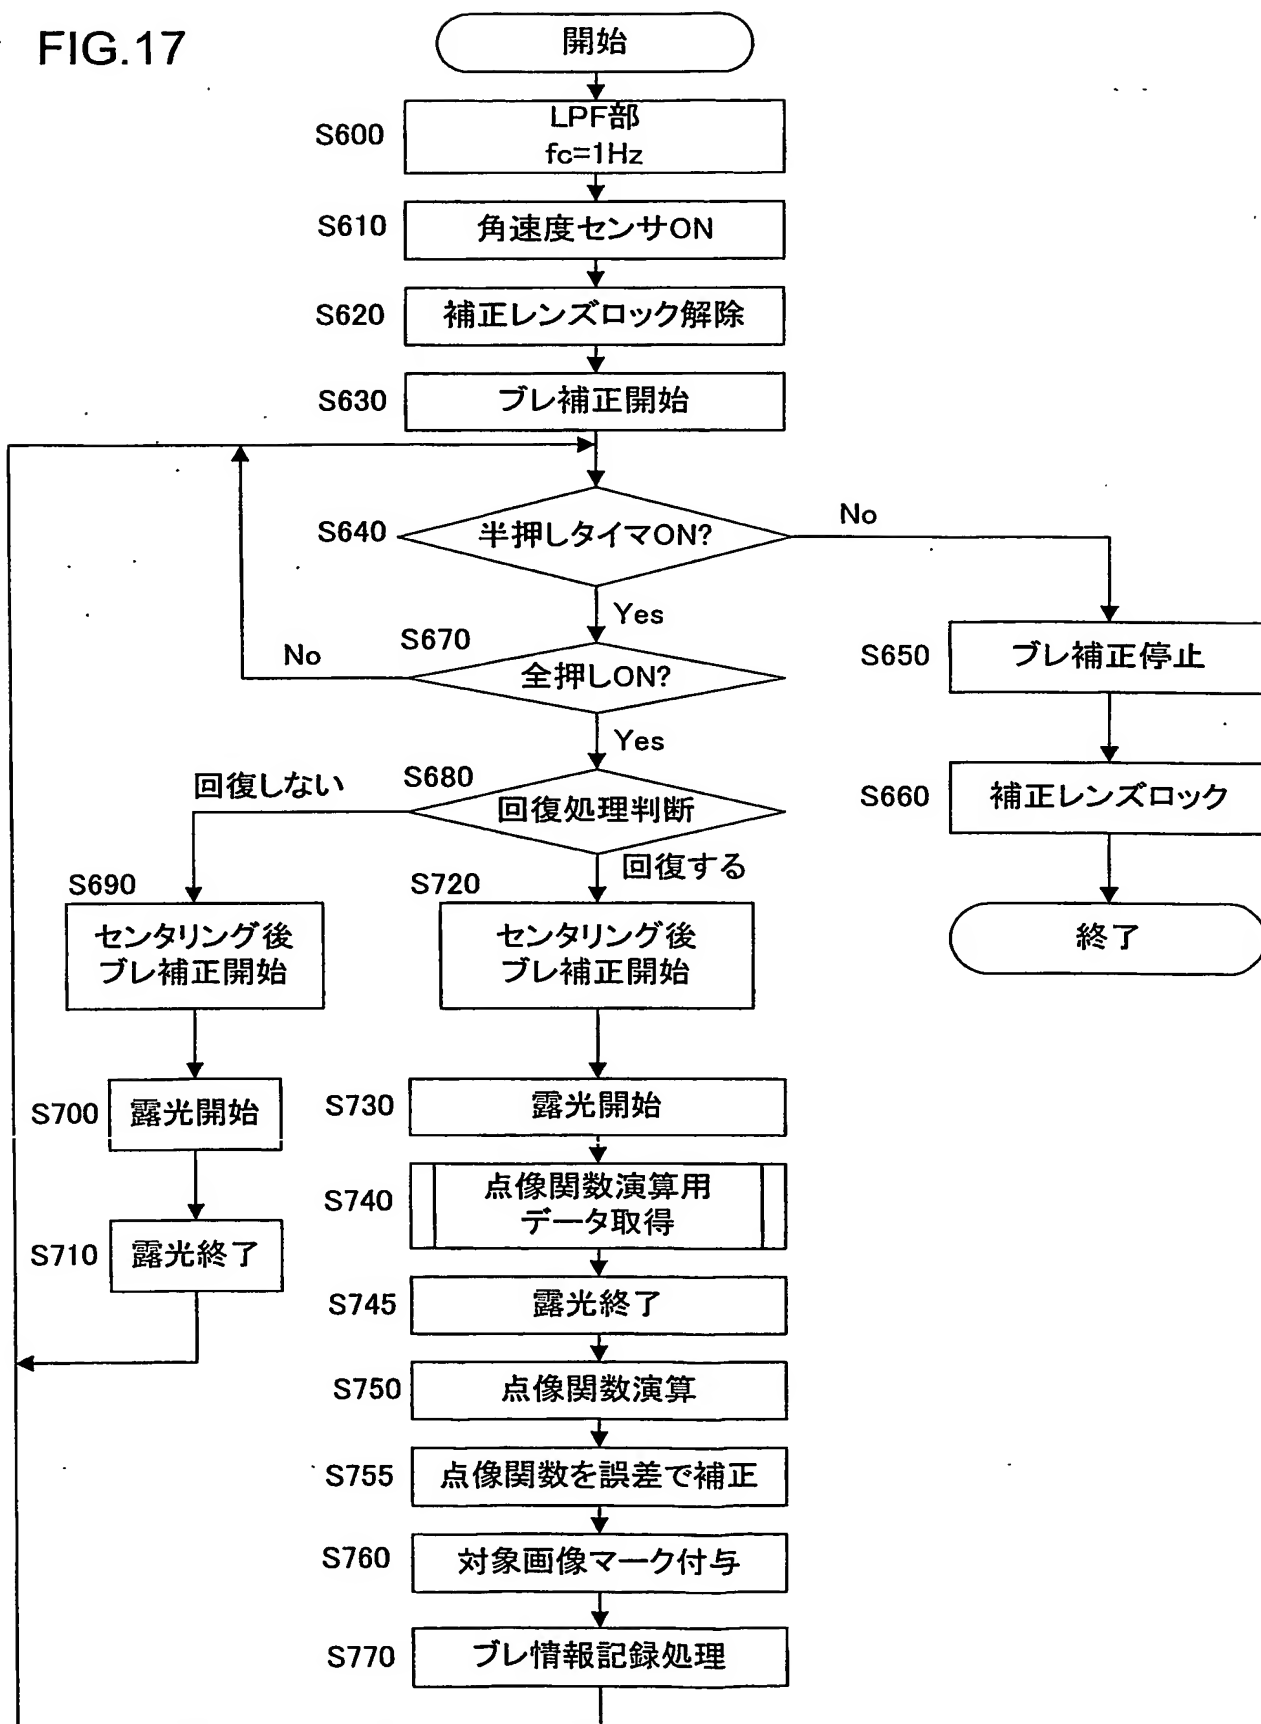 FIG.17
開始
S600
LPF部
fc=1Hz
S610
角速度センサON
S620
補正レンズロック解除
S630
ブレ補正開始
S640
半押しタイマON?
No
Yes
S650
ブレ補正停止
S660
補正レンズロック
終了
S670
全押しON?
No
Yes
S680
回復処理判断
回復しない
回復する
S690
センタリング後
ブレ補正開始
S700
露光開始
S710
露光終了
S720
センタリング後
ブレ補正開始
S730
露光開始
S740
点像関数演算用
データ取得
S745
露光終了
S750
点像関数演算
S755
点像関数を誤差で補正
S760
対象画像マーク付与
S770
ブレ情報記録処理